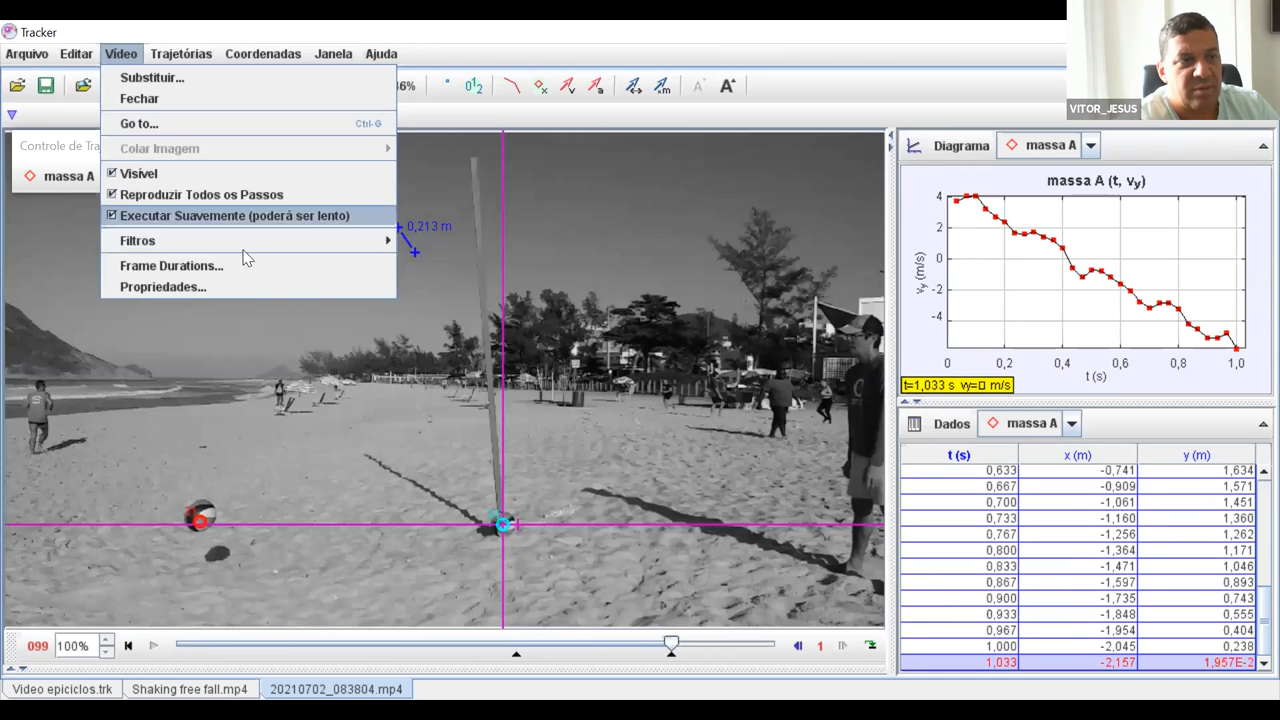 Tracker
Arquivo Editar Vídeo Trajetórias Coordenadas Janela Ajuda
Substituir...
Fechar
Go to... Ctrl-G
Colar Imagem
Visível
Reproduzir Todos os Passos
Executar Suavemente (poderá ser lento)
Filtros
Frame Durations...
Propriedades...
VITOR_JESUS
Controle de Tra
massa A
0,213 m
Diagrama massa A
massa A (t, vy)
4
2
0
-2
-4
vy (m/s)
0 0,2 0,4 0,6 0,8 1,0
t (s)
t=1,033 s vy=▯ m/s
Dados massa A
t (s) x (m) y (m)
0,633 -0,741 1,634
0,667 -0,909 1,571
0,700 -1,061 1,451
0,733 -1,160 1,360
0,767 -1,256 1,262
0,800 -1,364 1,171
0,833 -1,471 1,046
0,867 -1,597 0,893
0,900 -1,735 0,743
0,933 -1,848 0,555
0,967 -1,954 0,404
1,000 -2,045 0,238
1,033 -2,157 1,957E-2
099 100% 1
Video epiciclos.trk Shaking free fall.mp4 20210702_083804.mp4